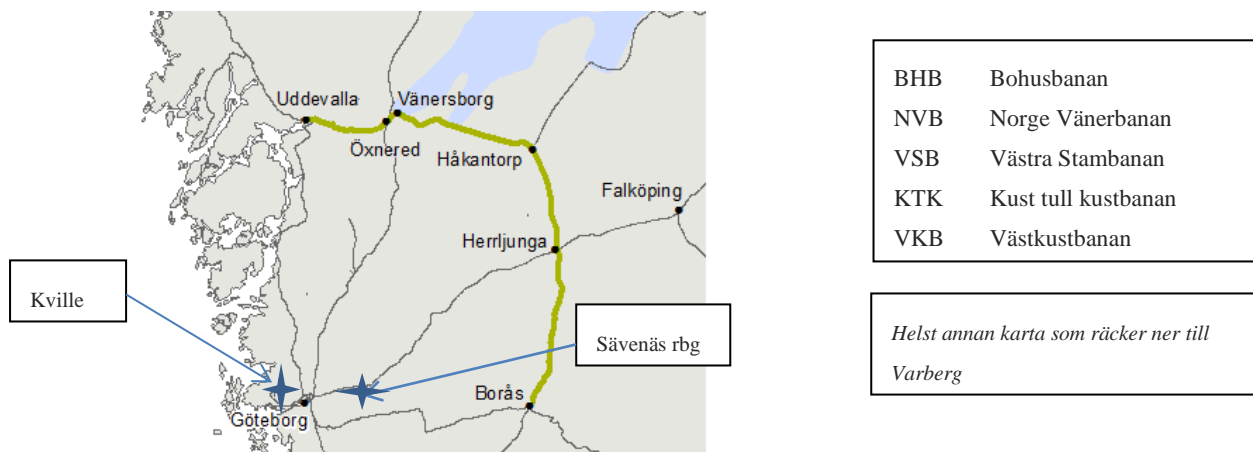 Uddevalla
Vänersborg
Öxnered
Håkantorp
Falköping
Herrljunga
Kville
Sävenäs rbg
Borås
Göteborg
BHB Bohusbanan
NVB Norge Vänerbanan
VSB Västra Stambanan
KTK Kust tull kustbanan
VKB Västkustbanan
Helst annan karta som räcker ner till
Varberg